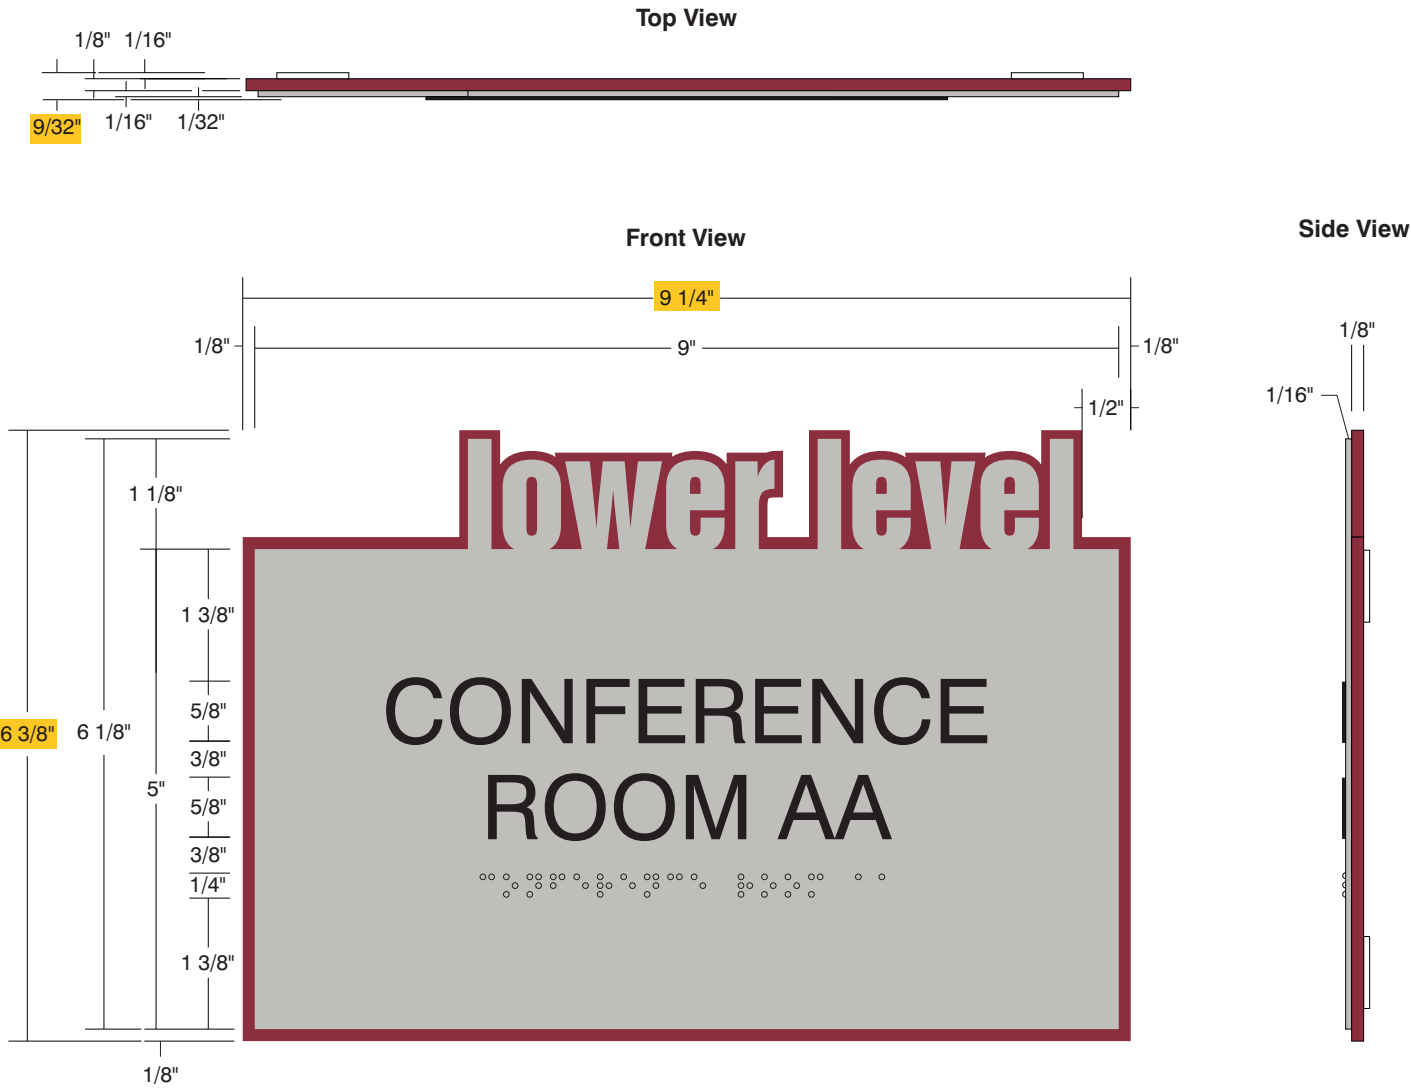 Top View
1/8" 1/16"
9/32" 1/16" 1/32"
Front View
Side View
9 1/4"
1/8" 9" 1/8"
1/8"
1/16"
1/2"
lower level
1 1/8"
1 3/8"
CONFERENCE
5/8"
6 3/8" 6 1/8"
3/8"
5"
ROOM AA
5/8"
3/8"
1/4"
⠉⠕⠝⠋⠑⠗⠑⠝⠉⠑ ⠗⠕⠕⠍ ⠁⠁
1 3/8"
1/8"